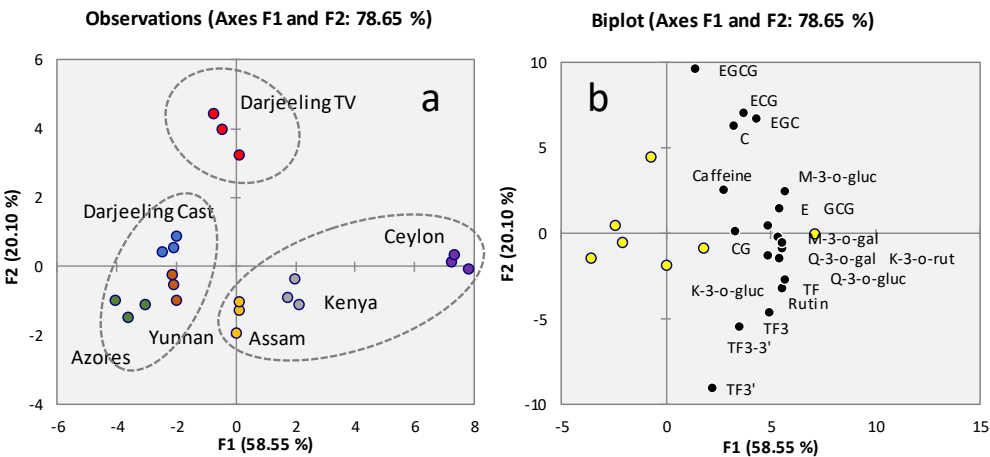 Observations (Axes F1 and F2: 78.65 %)
a
F2 (20.10 %)
6
4
2
0
-2
-4
Darjeeling TV
Darjeeling Cast
Ceylon
Kenya
Yunnan
Assam
Azores
-6 -4 -2 0 2 4 6 8
F1 (58.55 %)
Biplot (Axes F1 and F2: 78.65 %)
b
F2 (20.10 %)
10
5
0
-5
-10
EGCG
ECG
EGC
C
Caffeine
M-3-o-gluc
E GCG
M-3-o-gal
CG
Q-3-o-gal K-3-o-rut
Q-3-o-gluc
K-3-o-gluc
TF
Rutin
TF3
TF3-3'
TF3'
-5 0 5 10 15
F1 (58.55 %)